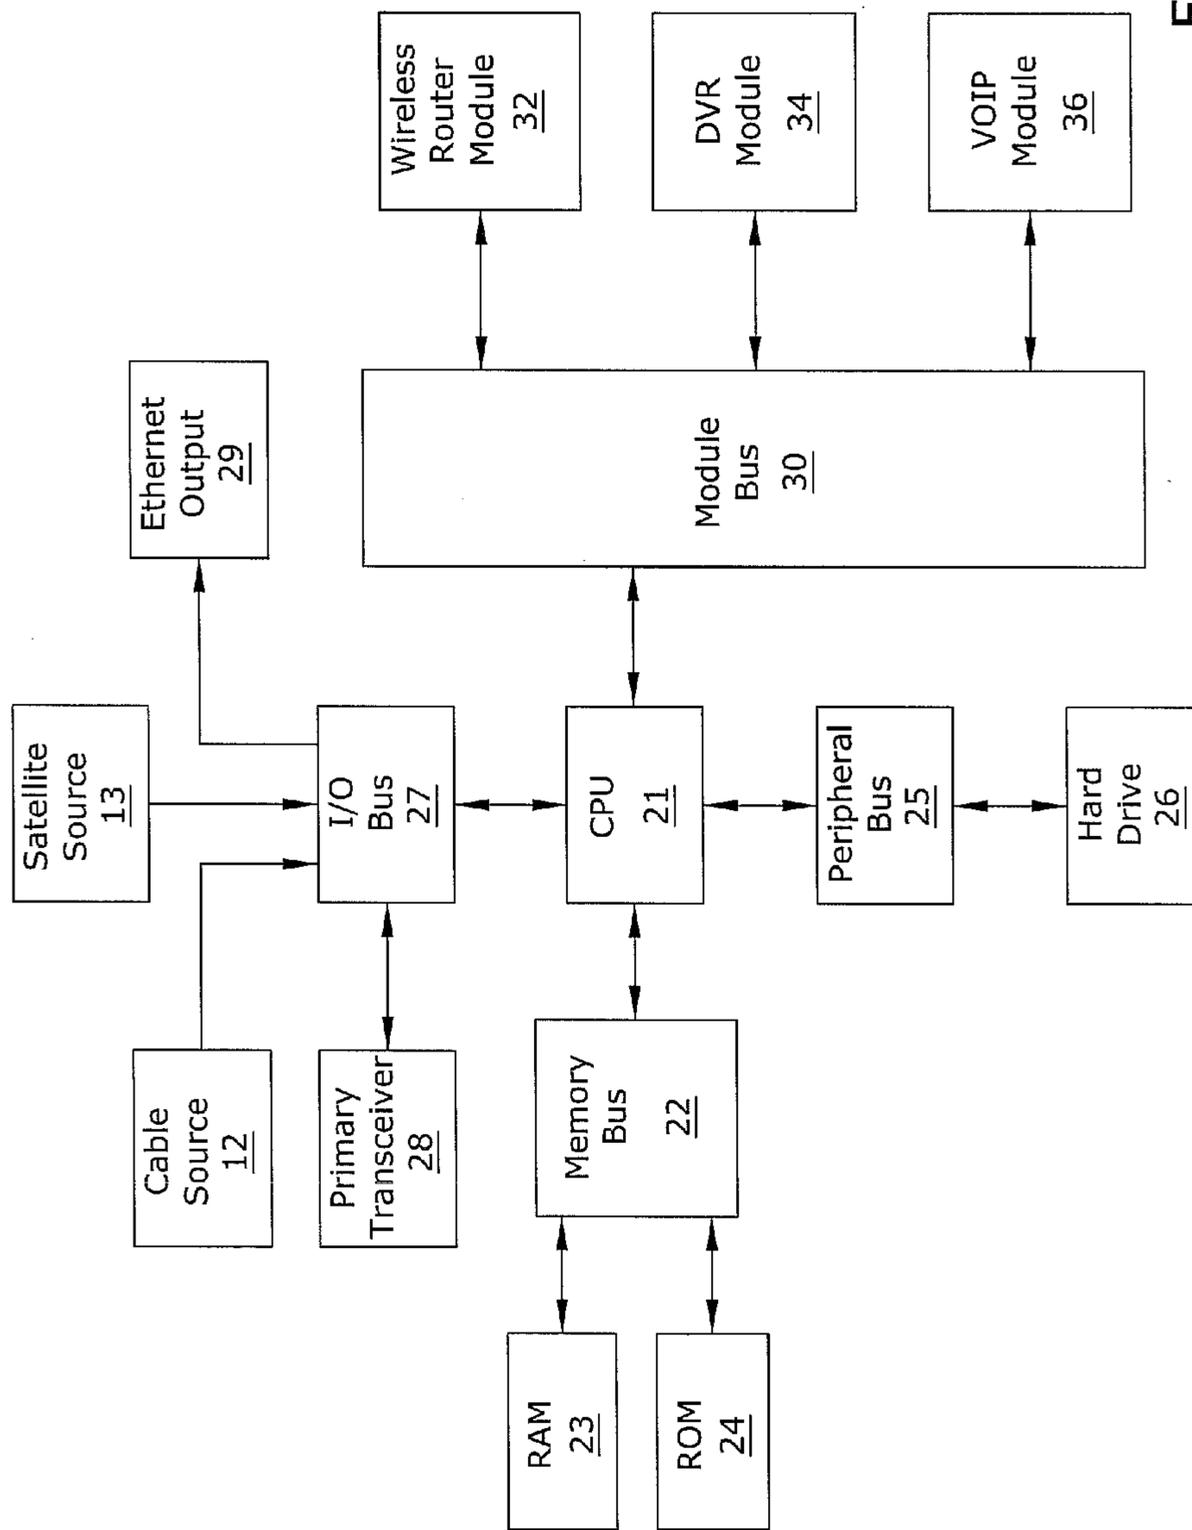 Cable
Source
12
Satellite
Source
13
Ethernet
Output
29
Primary
Transceiver
28
I/O
Bus
27
Wireless
Router
Module
32
RAM
23
Memory
Bus
22
CPU
21
Module
Bus
30
DVR
Module
34
ROM
24
Peripheral
Bus
25
VOIP
Module
36
Hard
Drive
26